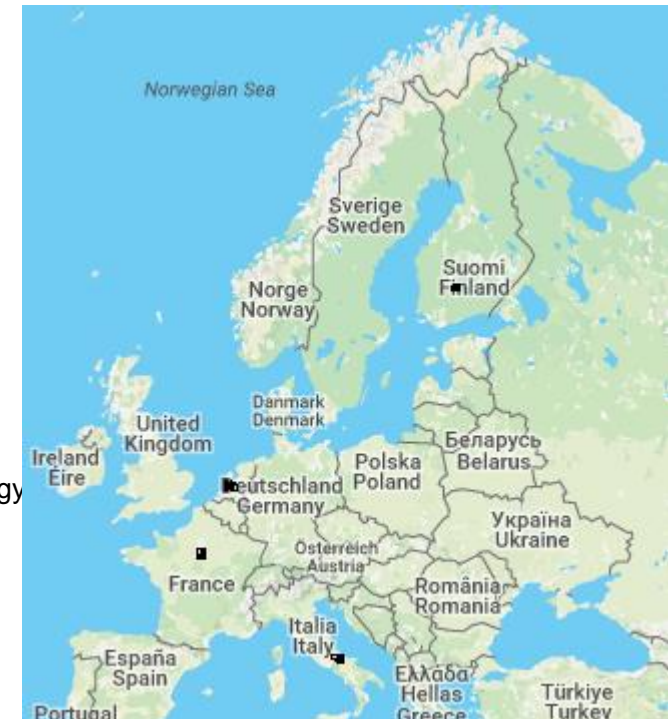 Norwegian Sea
Sverige
Sweden
Suomi
Finland
Norge
Norway
Danmark
Denmark
United
Kingdom
Ireland
Éire
Беларусь
Belarus
Polska
Poland
gy
Deutschland
Germany
Україна
Ukraine
Österreich
Austria
France
România
Romania
Italia
Italy
España
Spain
Ελλάδα
Hellas
Greece
Türkiye
Turkey
Portugal